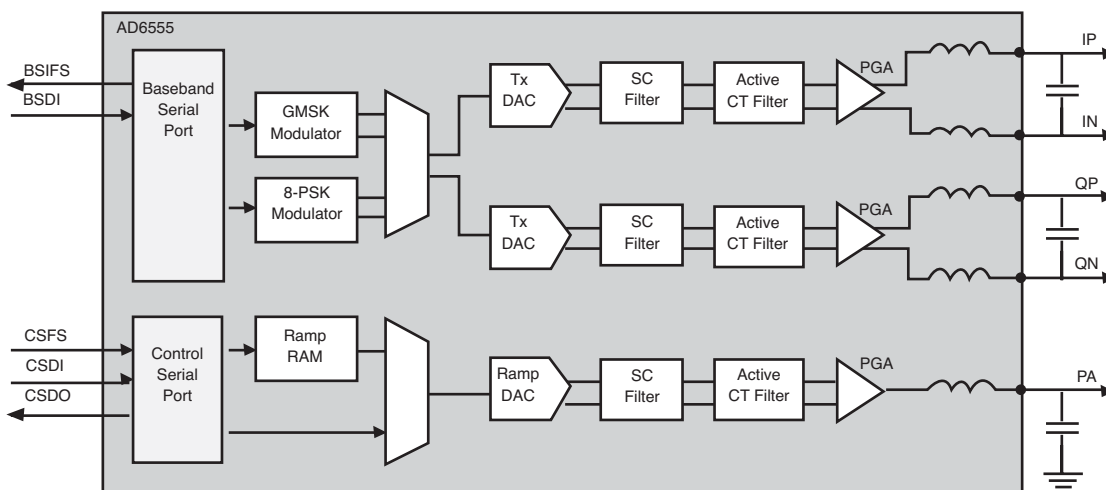 AD6555
BSIFS
BSDI
Baseband
Serial
Port
GMSK
Modulator
8-PSK
Modulator
Tx
DAC
SC
Filter
Active
CT Filter
PGA
IP
IN
Tx
DAC
SC
Filter
Active
CT Filter
PGA
QP
QN
CSFS
CSDI
CSDO
Control
Serial
Port
Ramp
RAM
Ramp
DAC
SC
Filter
Active
CT Filter
PGA
PA